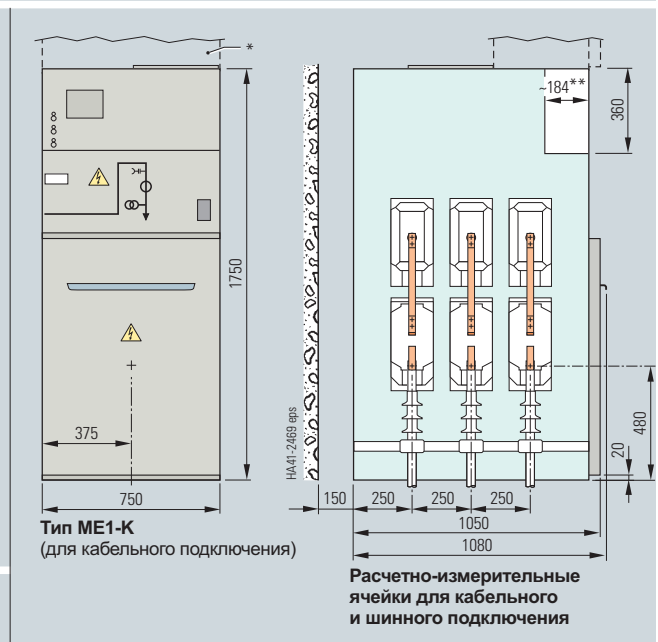 *
1750
375
750
Тип ME1-K
(для кабельного подключения)
HA41-2469 eps
~184**
360
480
20
150
250
250
250
1050
1080
Расчетно-измерительные
ячейки для кабельного
и шинного подключения